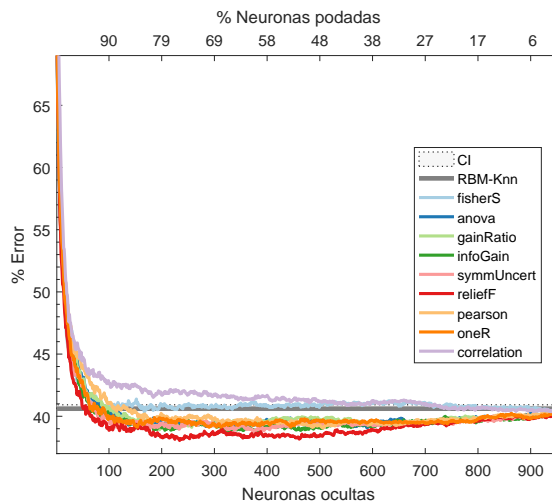 % Neuronas podadas
90 79 69 58 48 38 27 17 6
65
60
55
50
45
40
% Error
CI
RBM-Knn
fisherS
anova
gainRatio
infoGain
symmUncert
reliefF
pearson
oneR
correlation
100 200 300 400 500 600 700 800 900
Neuronas ocultas